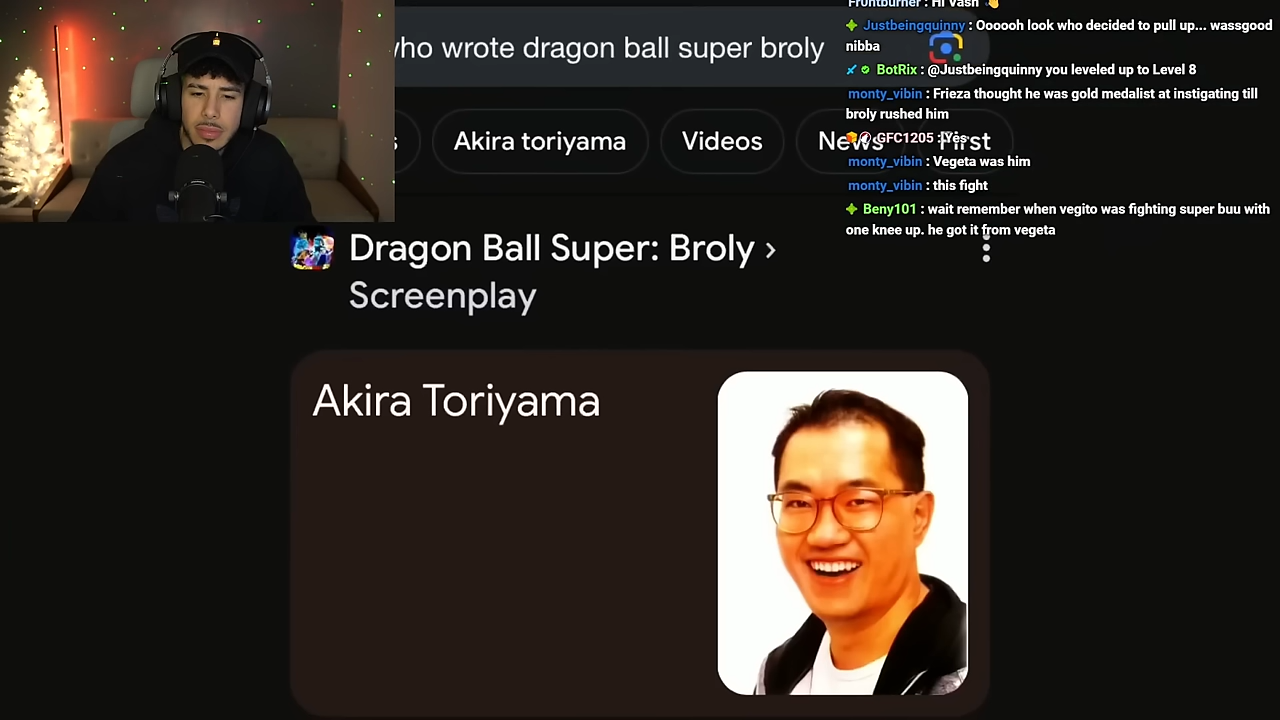 who wrote dragon ball super broly
s
Akira toriyama
Videos
News
First
Dragon Ball Super: Broly ›
Screenplay
Akira Toriyama
Fr0ntburner : Hi Vash 👋
Justbeingquinny : Oooooh look who decided to pull up... wassgood
nibba
BotRix : @Justbeingquinny you leveled up to Level 8
monty_vibin : Frieza thought he was gold medalist at instigating till
broly rushed him
GFC1205 : Yes
monty_vibin : Vegeta was him
monty_vibin : this fight
Beny101 : wait remember when vegito was fighting super buu with
one knee up. he got it from vegeta